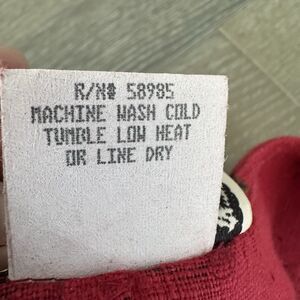 R/N# 58985
MACHINE WASH COLD
TUMBLE LOW HEAT
OR LINE DRY